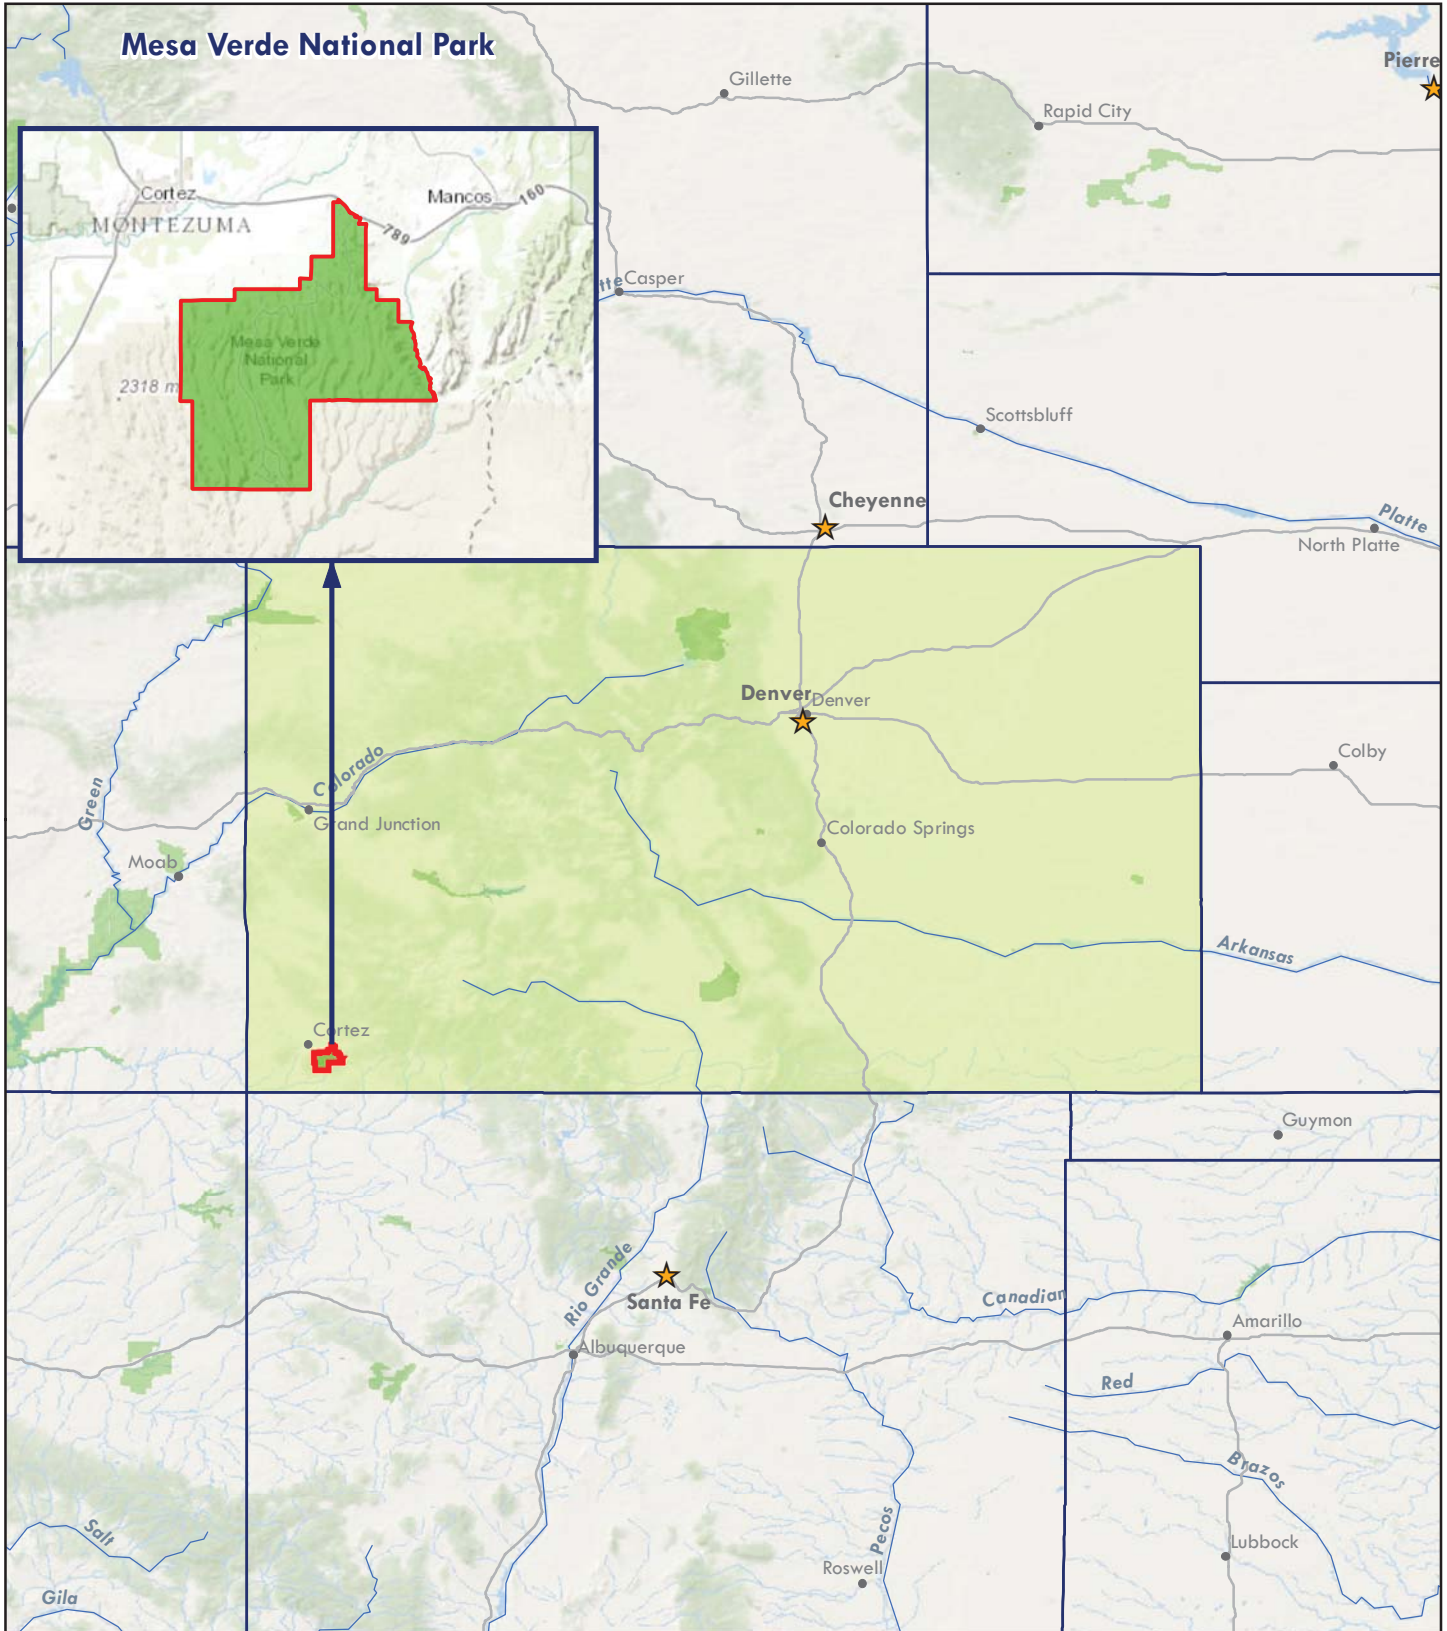 Mesa Verde National Park
Pierre
Gillette
Rapid City
Cortez
Mancos
160
MONTEZUMA
789
tte
Casper
Mesa Verde
National
Park
2318 m
Scottsbluff
Cheyenne
Platte
North Platte
Denver
Denver
Colby
Colorado
Green
Grand Junction
Colorado Springs
Moab
Arkansas
Cortez
Guymon
Rio Grande
Santa Fe
Canadian
Amarillo
Albuquerque
Red
Brazos
Salt
Pecos
Lubbock
Roswell
Gila